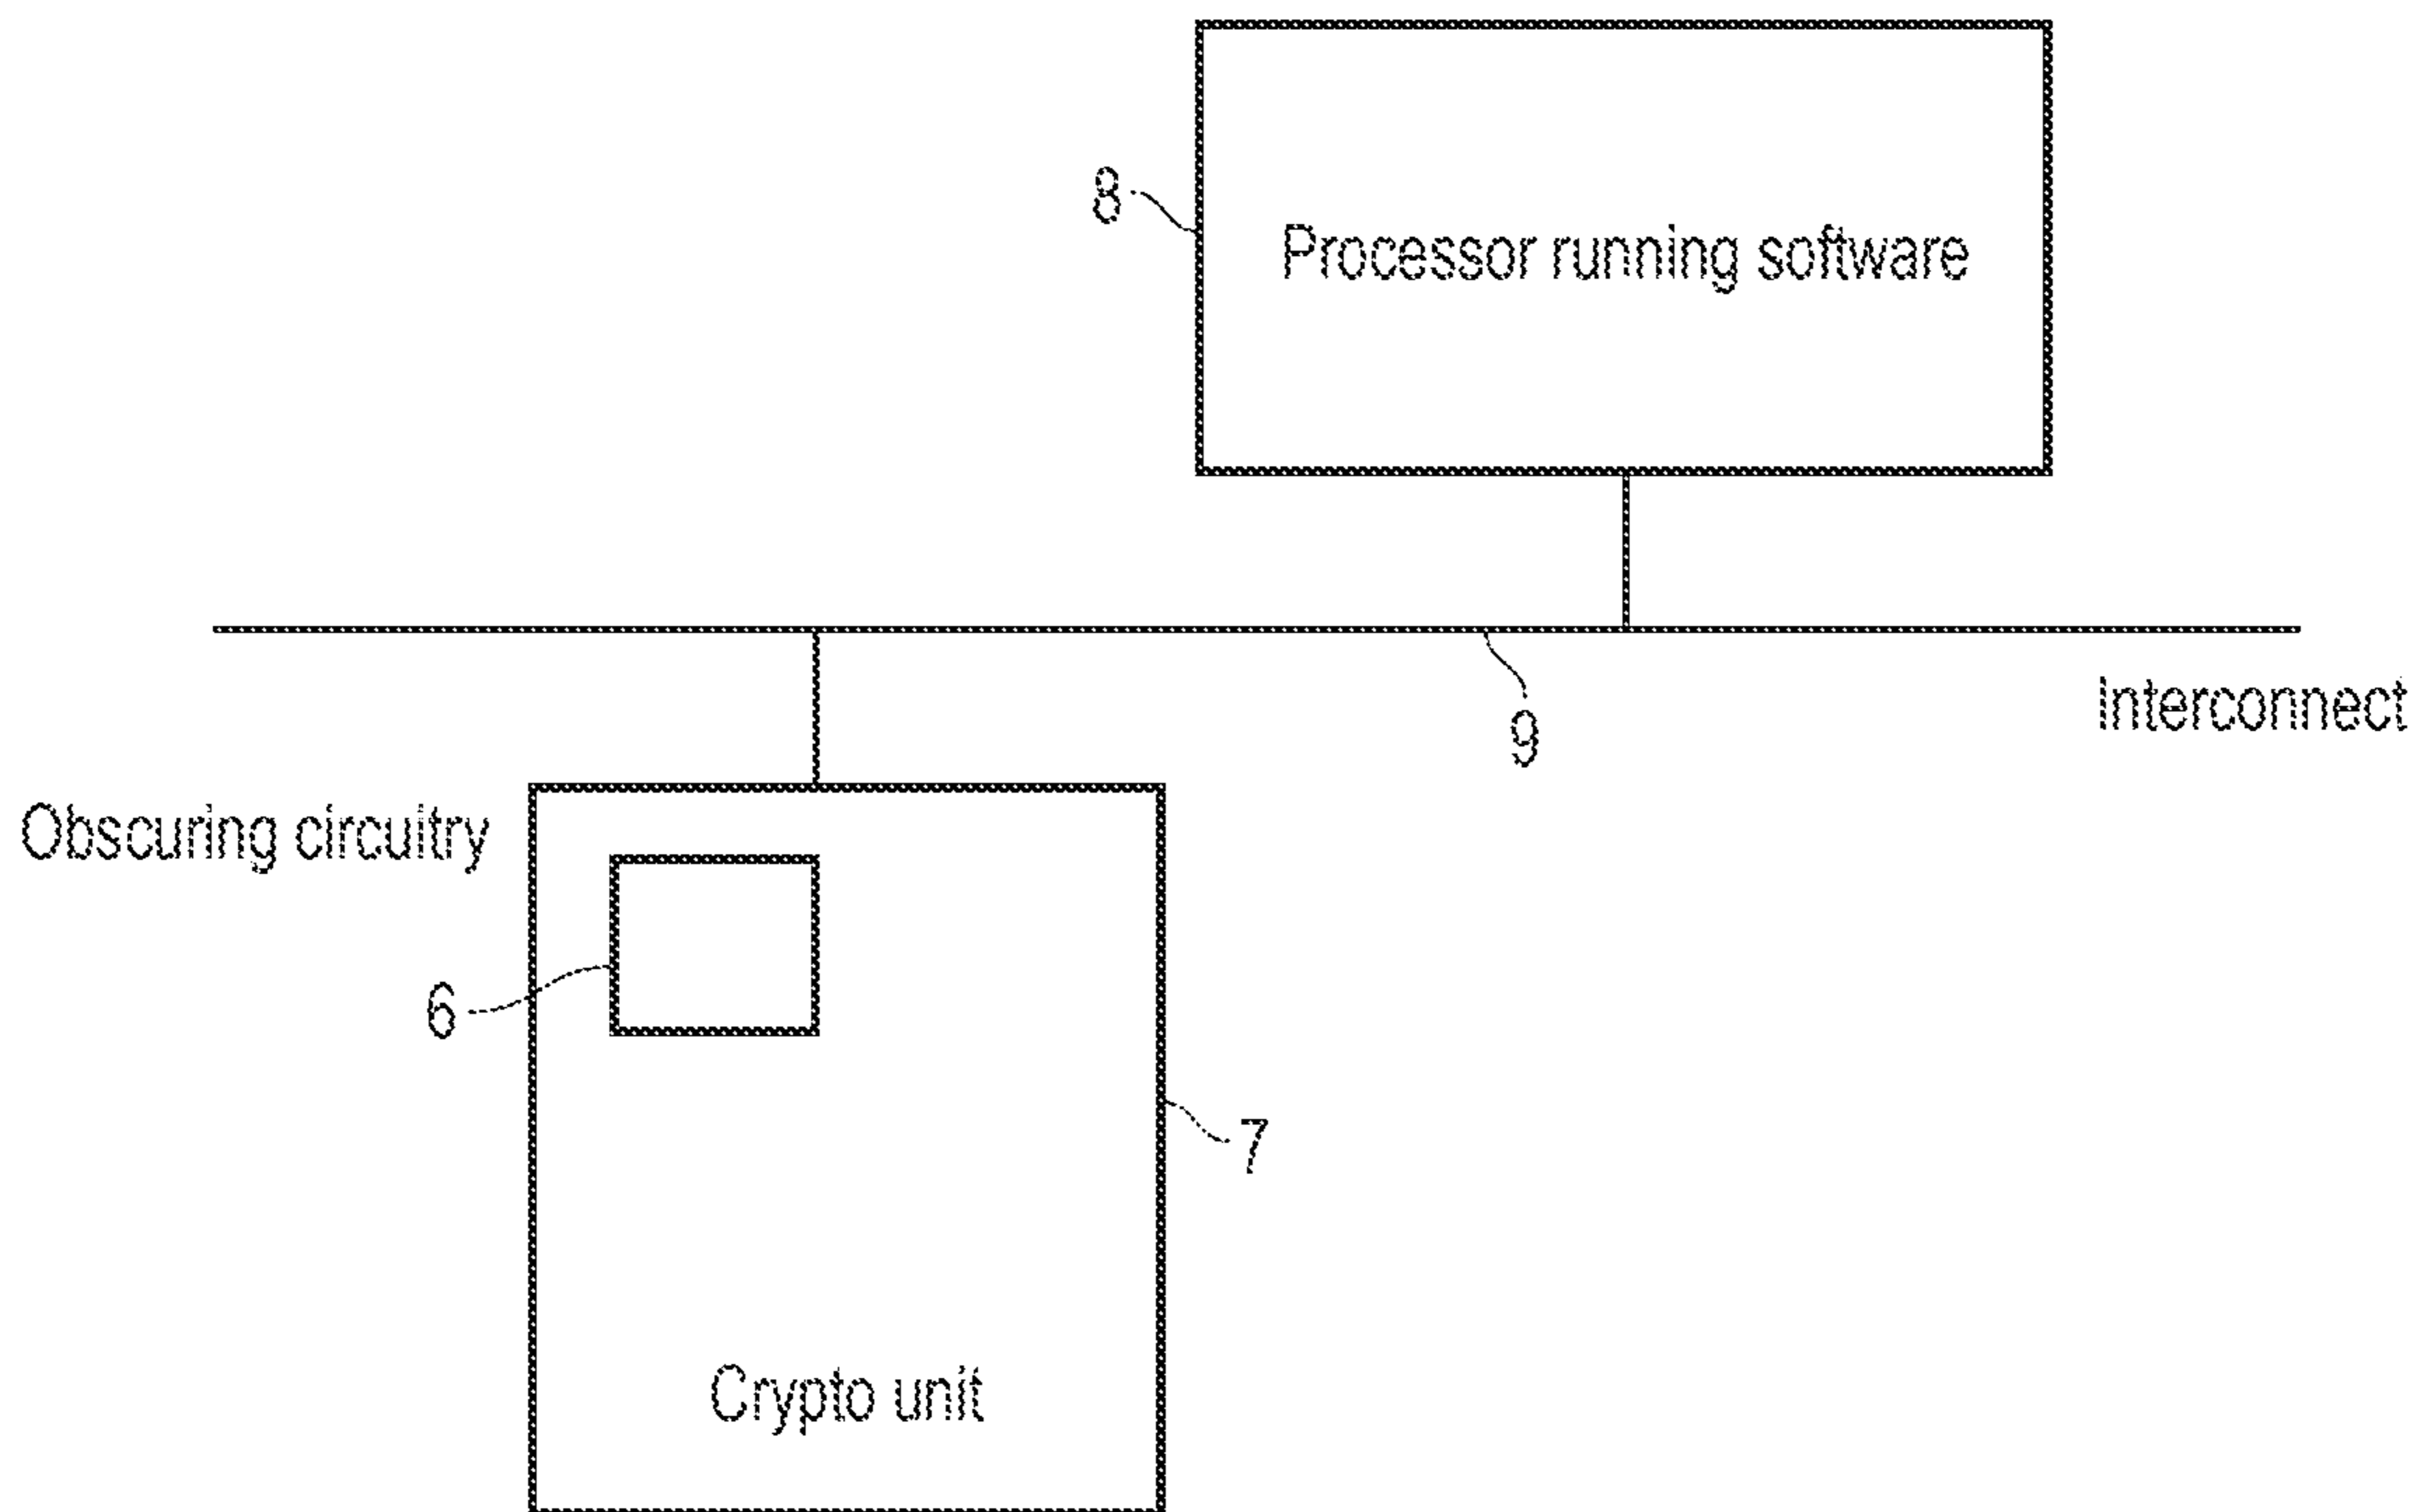 8
Processor running software
Interconnect
9
Obscuring circuitry
6
7
Crypto unit